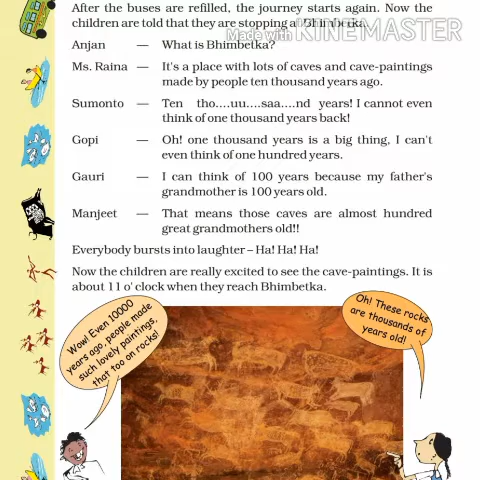 After the buses are refilled, the journey starts again. Now the
children are told that they are stopping at Bhimbetka.
Made with KINEMASTER
Anjan — What is Bhimbetka?
Ms. Raina — It's a place with lots of caves and cave-paintings
made by people ten thousand years ago.
Sumonto — Ten tho....uu....saa....nd years! I cannot even
think of one thousand years back!
Gopi — Oh! one thousand years is a big thing, I can't
even think of one hundred years.
Gauri — I can think of 100 years because my father's
grandmother is 100 years old.
Manjeet — That means those caves are almost hundred
great grandmothers old!!
Everybody bursts into laughter – Ha! Ha! Ha!
Now the children are really excited to see the cave-paintings. It is
about 11 o' clock when they reach Bhimbetka.
Wow! Even 10000
years ago, people made
such lovely paintings,
that too on rocks!
Oh! These rocks
are thousands of
years old!